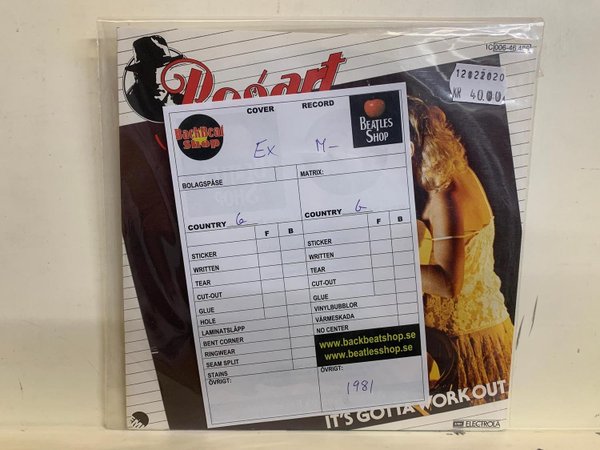 1C 006-46 466
Bogart
12022020
KR 40.00
COVER RECORD
Backbeat Shop
BEATLES SHOP
Ex M-
BOLAGSPÅSE MATRIX:
COUNTRY G COUNTRY G
F B F B
STICKER STICKER
WRITTEN WRITTEN
TEAR TEAR
CUT-OUT CUT-OUT
GLUE GLUE
HOLE VINYLBUBBLOR
LAMINATSLÄPP VÄRMESKADA
BENT CORNER NO CENTER
RINGWEAR
SEAM SPLIT
STAINS
www.backbeatshop.se
www.beatlesshop.se
ÖVRIGT: ÖVRIGT:
1981
IT'S GOTTA WORK OUT
EMI
EMI ELECTROLA